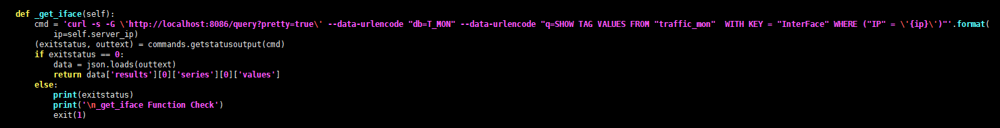 def _get_iface(self):
    cmd = 'curl -s -G \'http://localhost:8086/query?pretty=true\' --data-urlencode "db=T_MON" --data-urlencode "q=SHOW TAG VALUES FROM "traffic_mon"  WITH KEY = "InterFace" WHERE ("IP" = \'{ip}\')"'.format(
        ip=self.server_ip)
    (exitstatus, outtext) = commands.getstatusoutput(cmd)
    if exitstatus == 0:
        data = json.loads(outtext)
        return data['results'][0]['series'][0]['values']
    else:
        print(exitstatus)
        print('\n_get_iface Function Check')
        exit(1)